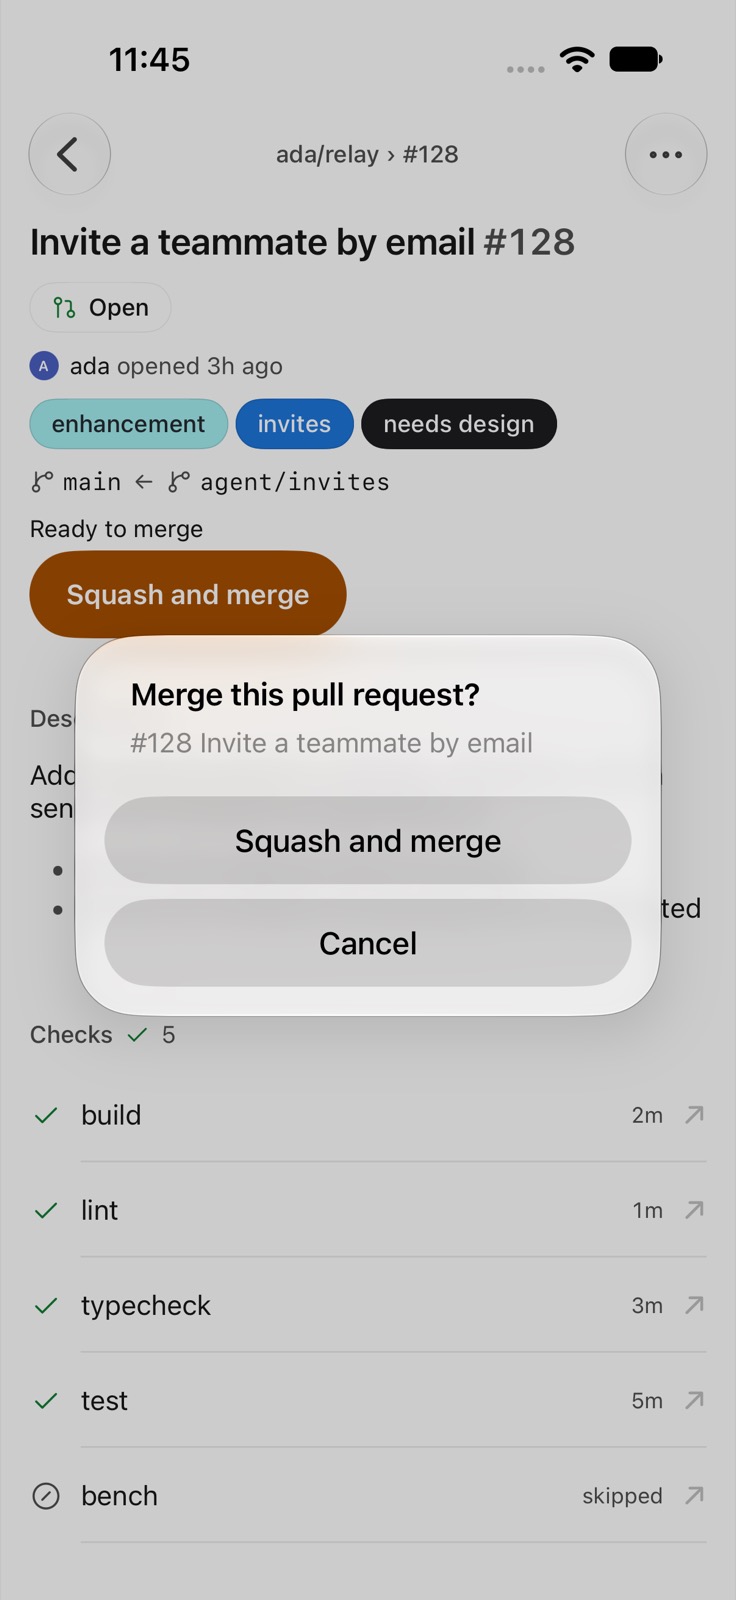 11:45
ada/relay › #128
Invite a teammate by email #128
Open
A ada opened 3h ago
enhancement invites needs design
main ← agent/invites
Ready to merge
Squash and merge
Merge this pull request?
#128 Invite a teammate by email
Squash and merge
Cancel
ted
Checks 5
build 2m
lint 1m
typecheck 3m
test 5m
bench skipped